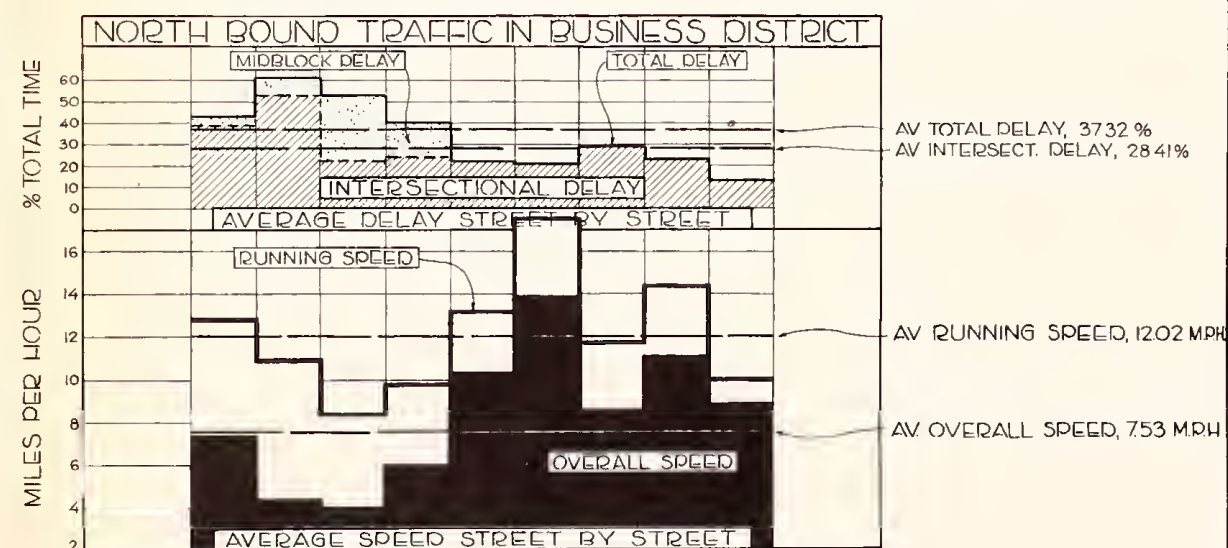 NORTH BOUND TRAFFIC IN BUSINESS DISTRICT
MIDBLOCK DELAY
TOTAL DELAY
% TOTAL TIME
60
50
40
30
20
10
0
AV TOTAL DELAY, 37.32 %
AV INTERSECT. DELAY, 28.41%
INTERSECTIONAL DELAY
AVERAGE DELAY STREET BY STREET
MILES PER HOUR
16
14
12
10
8
6
4
2
RUNNING SPEED
AV RUNNING SPEED, 12.02 M.P.H
AV. OVERALL SPEED, 7.53 M.P.H
OVERALL SPEED
AVERAGE SPEED STREET BY STREET